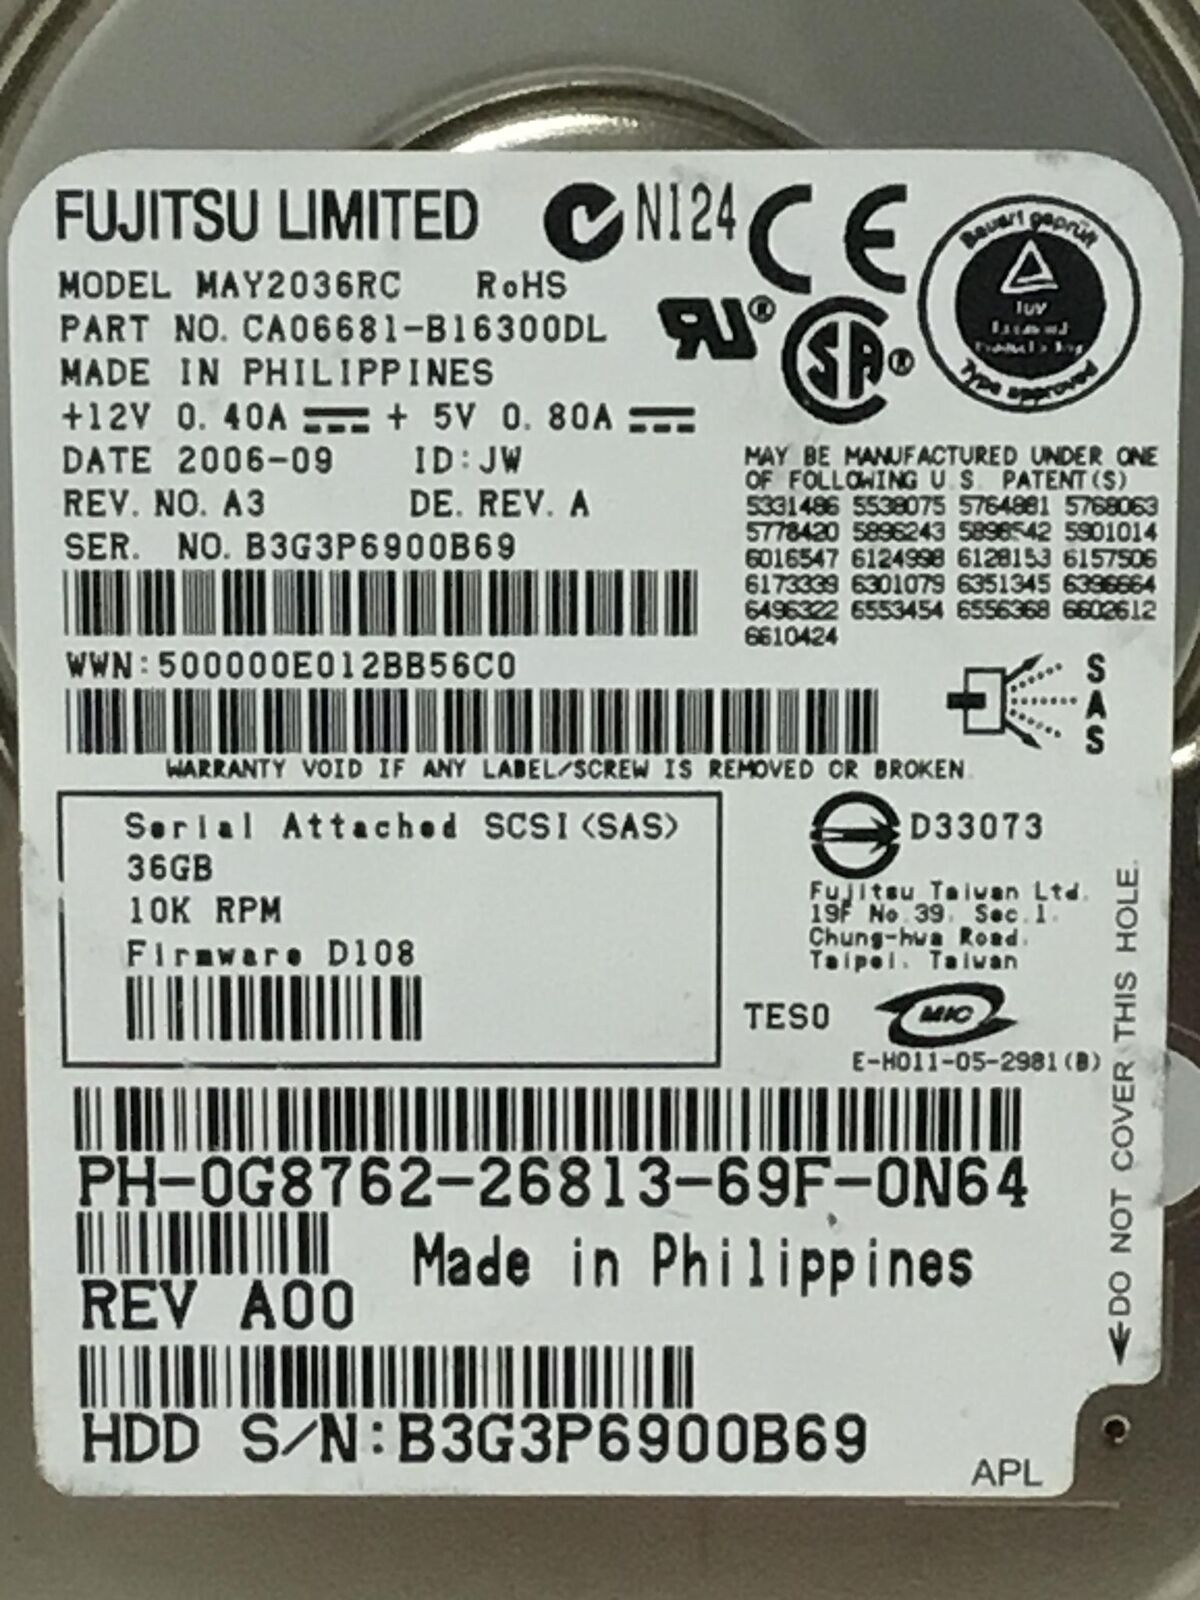 FUJITSU LIMITED
N124
CE
MODEL MAY2036RC RoHS
PART NO. CA06681-B16300DL
MADE IN PHILIPPINES
+12V 0.40A + 5V 0.80A
DATE 2006-09 ID:JW
REV. NO. A3 DE. REV. A
SER. NO. B3G3P6900B69
WWN:500000E012BB56C0
Bauart geprüft
TUV
Type approved
MAY BE MANUFACTURED UNDER ONE
OF FOLLOWING U.S. PATENT(S)
5331486 5538075 5764881 5768063
5778420 5896243 5898542 5901014
6016547 6124998 6128153 6157506
6173339 6301079 6351345 6396664
6496322 6553454 6556368 6602612
6610424
SAS
WARRANTY VOID IF ANY LABEL/SCREW IS REMOVED OR BROKEN
Serial Attached SCSI(SAS)
36GB
10K RPM
Firmware D108
D33073
Fujitsu Taiwan Ltd.
19F No.39, Sec.1,
Chung-hwa Road,
Taipei, Taiwan
TESO MIC
E-H011-05-2981(B)
DO NOT COVER THIS HOLE.
PH-0G8762-26813-69F-0N64
Made in Philippines
REV A00
HDD S/N:B3G3P6900B69
APL